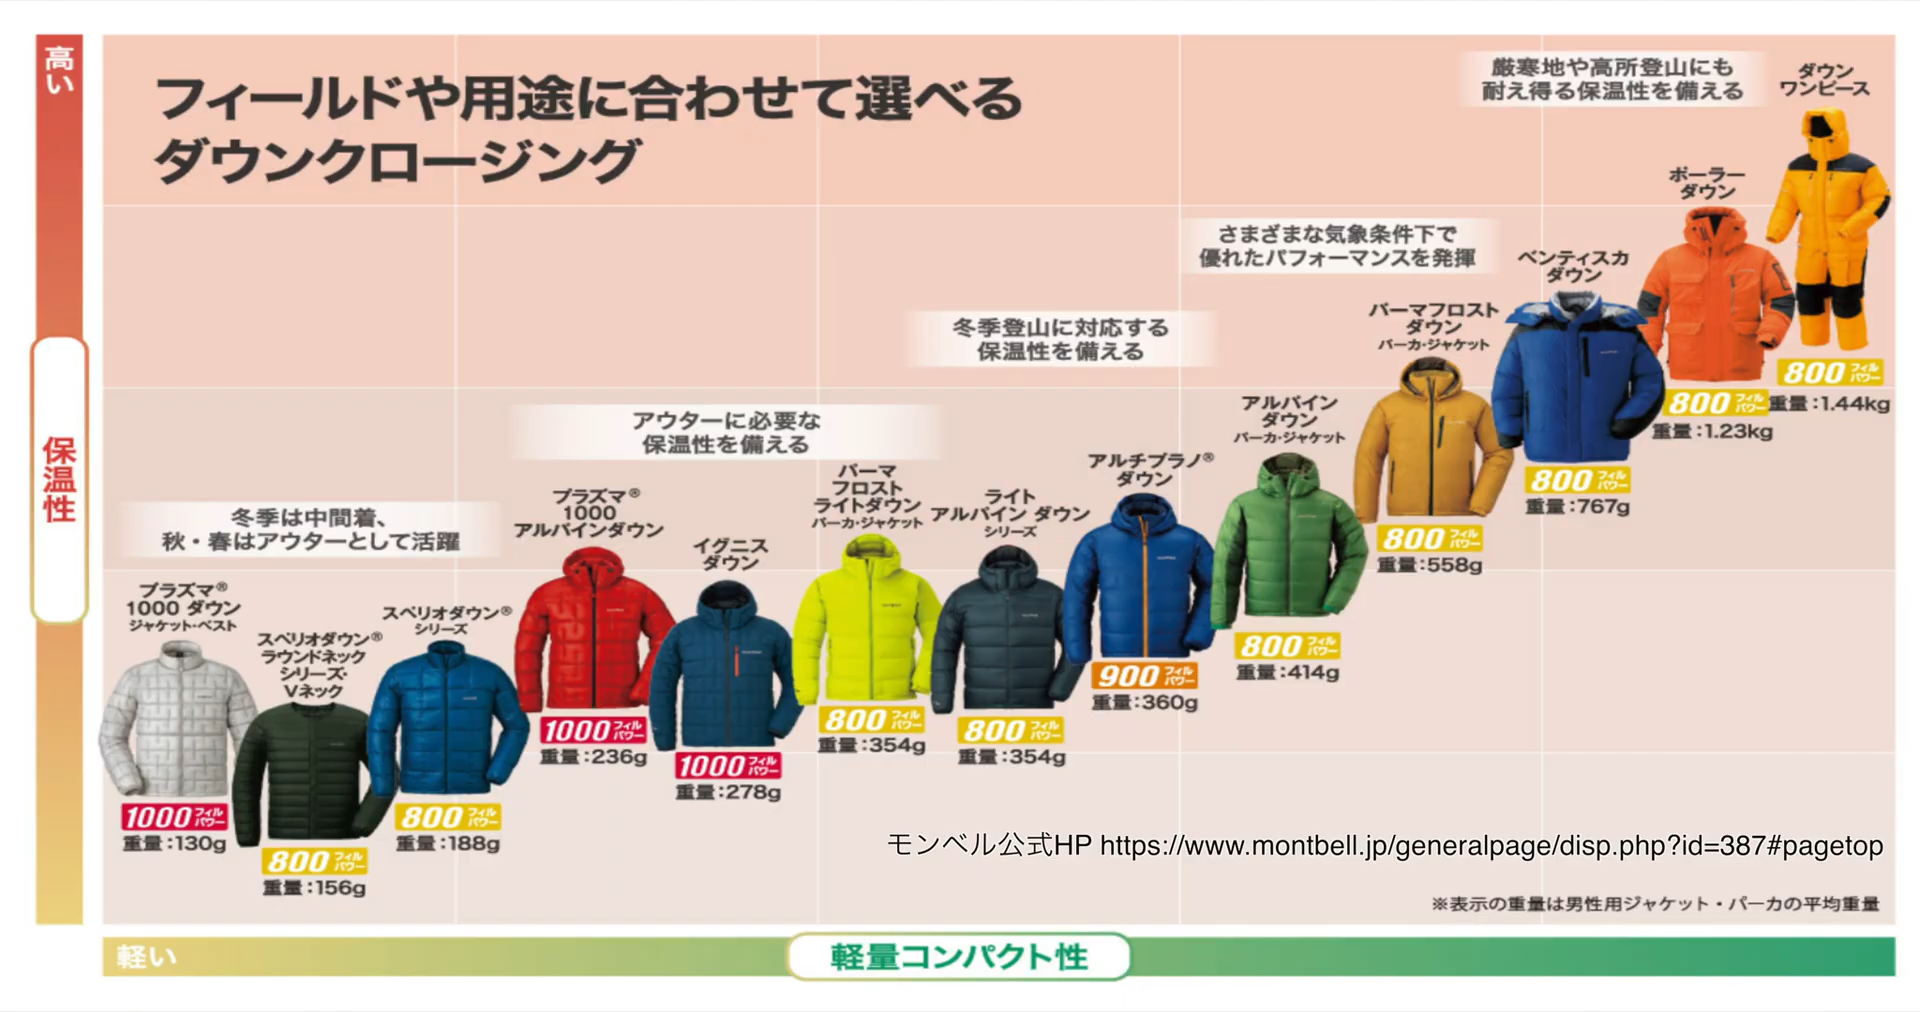 高い
フィールドや用途に合わせて選べる
ダウンクロージング
厳寒地や高所登山にも
耐え得る保温性を備える
ダウン
ワンピース
800 フィルパワー
重量:1.44kg
ポーラー
ダウン
800 フィルパワー
重量:1.23kg
さまざまな気象条件下で
優れたパフォーマンスを発揮
ベンティスカ
ダウン
800 フィルパワー
重量:767g
パーマフロスト
ダウン
パーカ・ジャケット
800 フィルパワー
重量:558g
冬季登山に対応する
保温性を備える
アルパイン
ダウン
パーカ・ジャケット
800 フィルパワー
重量:414g
アルチプラノ®
ダウン
900 フィルパワー
重量:360g
アウターに必要な
保温性を備える
ライト
アルパイン ダウン
シリーズ
800 フィルパワー
重量:354g
パーマ
フロスト
ライトダウン
パーカ・ジャケット
800 フィルパワー
重量:354g
イグニス
ダウン
1000 フィルパワー
重量:278g
プラズマ®
1000
アルパインダウン
1000 フィルパワー
重量:236g
冬季は中間着、
秋・春はアウターとして活躍
スペリオダウン®
シリーズ
800 フィルパワー
重量:188g
スペリオダウン®
ラウンドネック
シリーズ・
Vネック
800 フィルパワー
重量:156g
プラズマ®
1000 ダウン
ジャケット・ベスト
1000 フィルパワー
重量:130g
保温性
モンベル公式HP https://www.montbell.jp/generalpage/disp.php?id=387#pagetop
※表示の重量は男性用ジャケット・パーカの平均重量
軽い
軽量コンパクト性